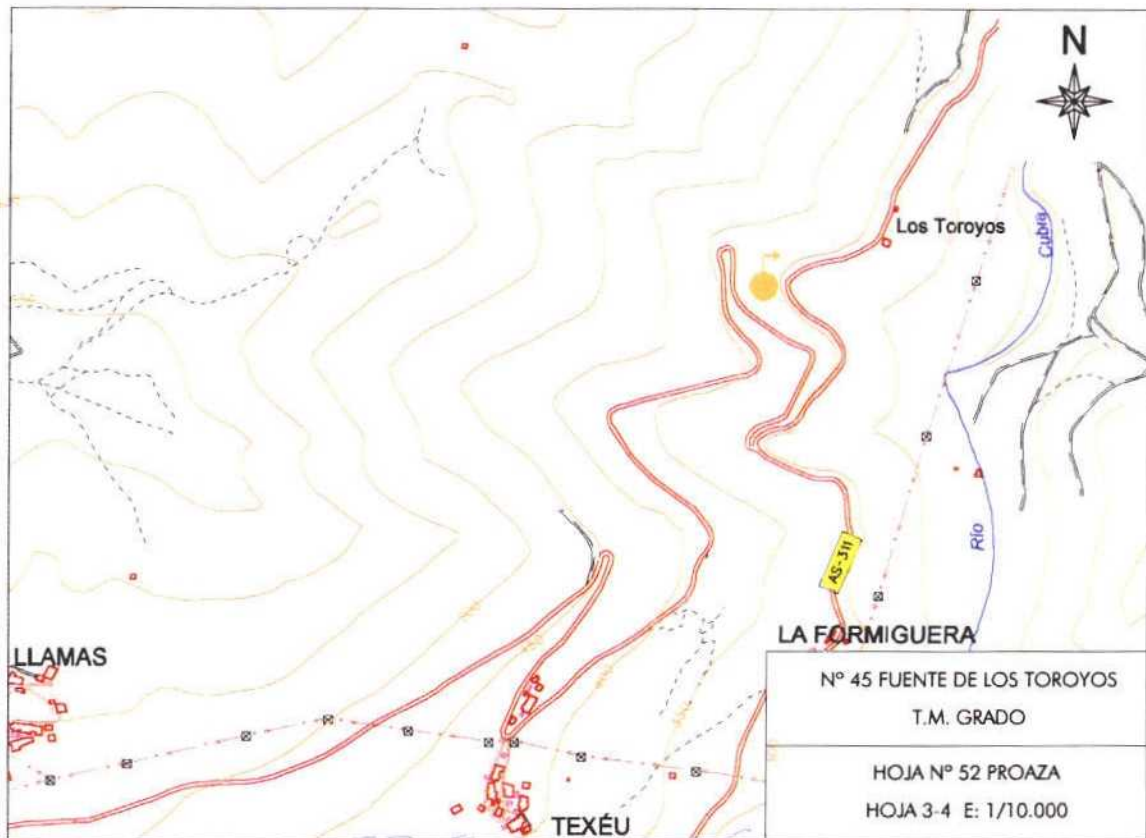 N
Los Toroyos
Cubia
Río
AS-311
LA FORMIGUERA
LLAMAS
TEXÉU
Nº 45 FUENTE DE LOS TOROYOS
T.M. GRADO
HOJA Nº 52 PROAZA
HOJA 3-4 E: 1/10.000